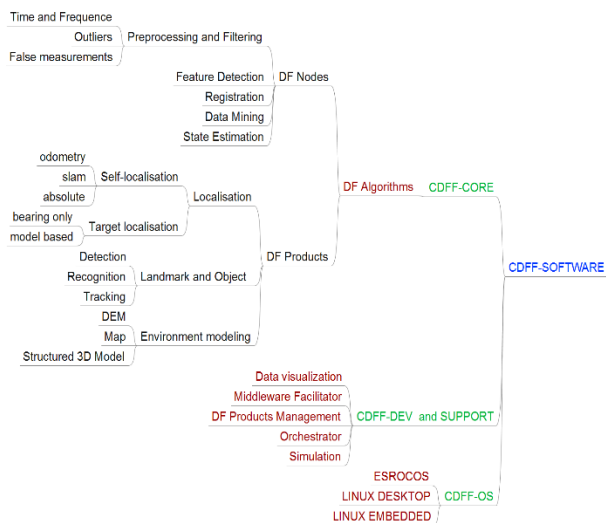 Time and Frequence
Outliers
False measurements
Preprocessing and Filtering
Feature Detection
Registration
Data Mining
State Estimation
DF Nodes
odometry
slam
absolute
Self-localisation
bearing only
model based
Target localisation
Localisation
Detection
Recognition
Tracking
Landmark and Object
DEM
Map
Structured 3D Model
Environment modeling
DF Products
DF Algorithms
CDFF-CORE
Data visualization
Middleware Facilitator
DF Products Management
Orchestrator
Simulation
CDFF-DEV and SUPPORT
ESROCOS
LINUX DESKTOP
LINUX EMBEDDED
CDFF-OS
CDFF-SOFTWARE